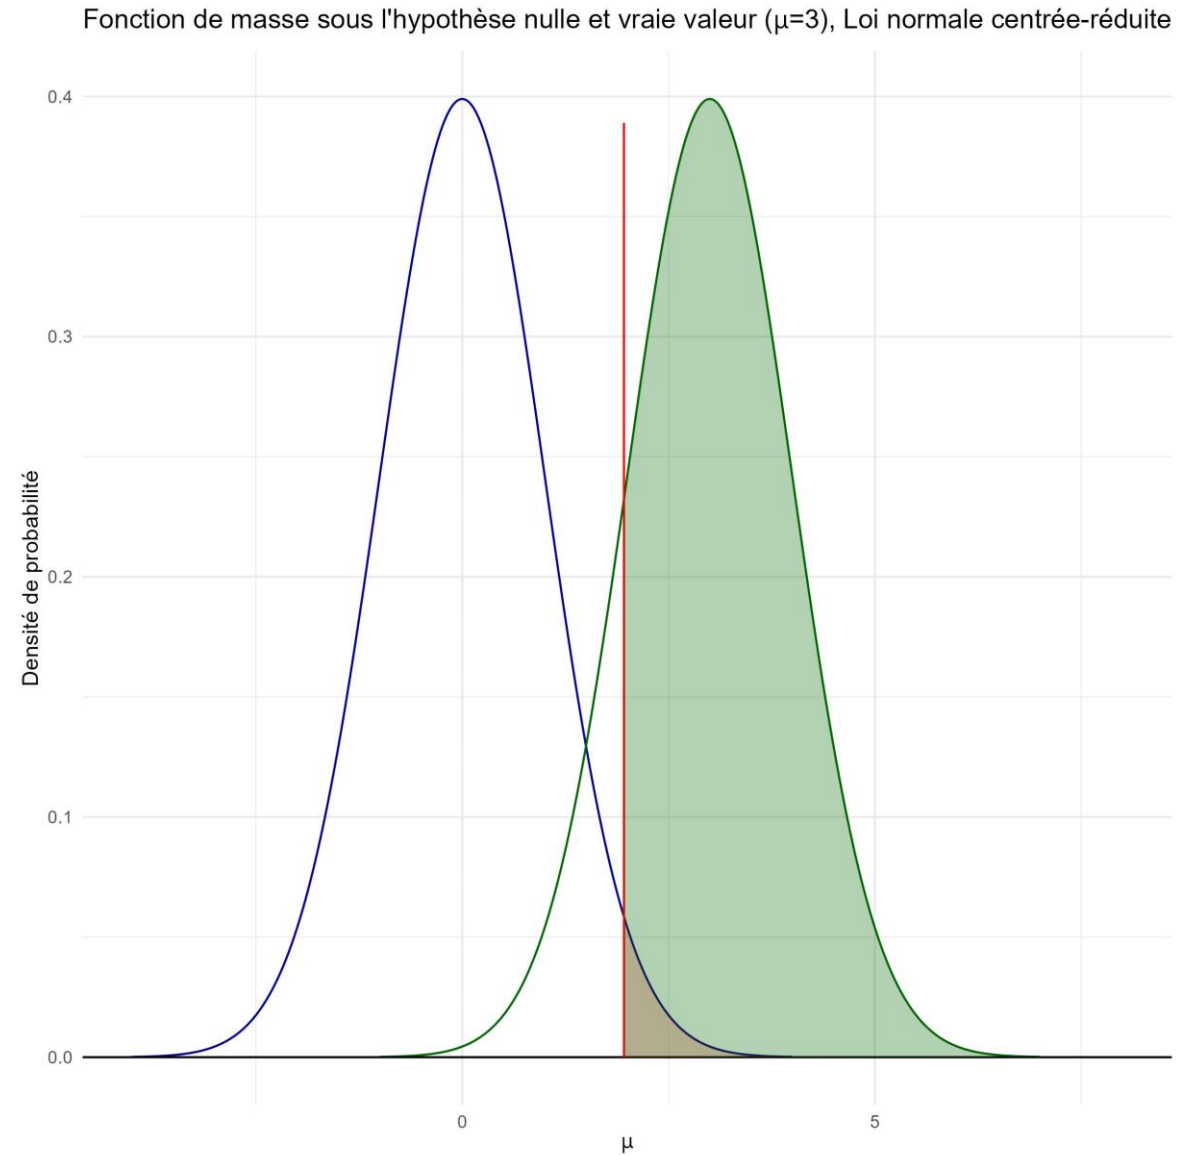 Fonction de masse sous l'hypothèse nulle et vraie valeur (μ=3), Loi normale centrée-réduite
Densité de probabilité
0.4
0.3
0.2
0.1
0.0
0
5
μ